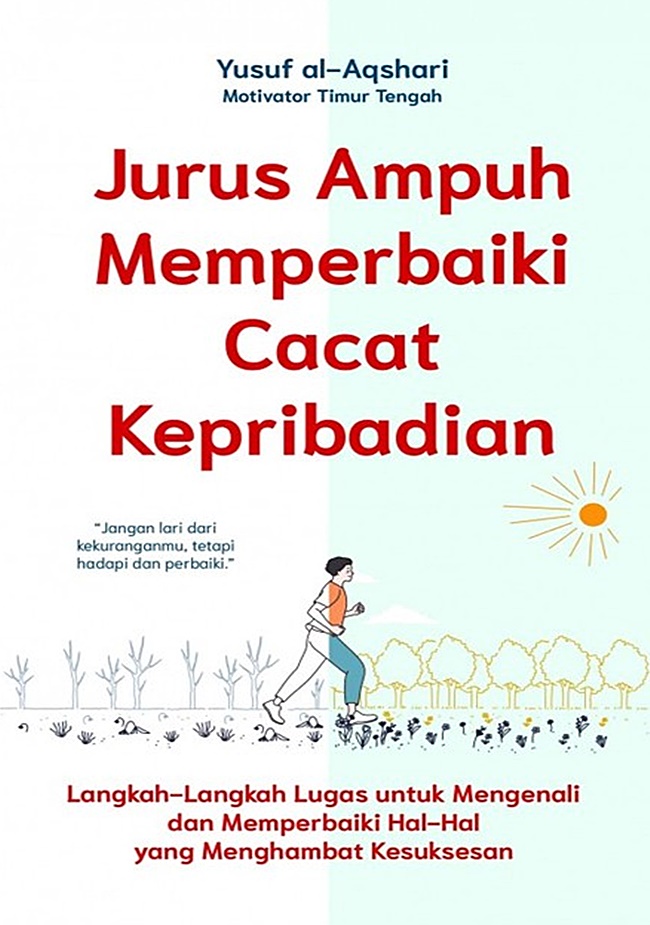 Yusuf al-Aqshari
Motivator Timur Tengah
Jurus Ampuh
Memperbaiki
Cacat
Kepribadian
"Jangan lari dari
kekuranganmu, tetapi
hadapi dan perbaiki."
Langkah-Langkah Lugas untuk Mengenali
dan Memperbaiki Hal-Hal
yang Menghambat Kesuksesan